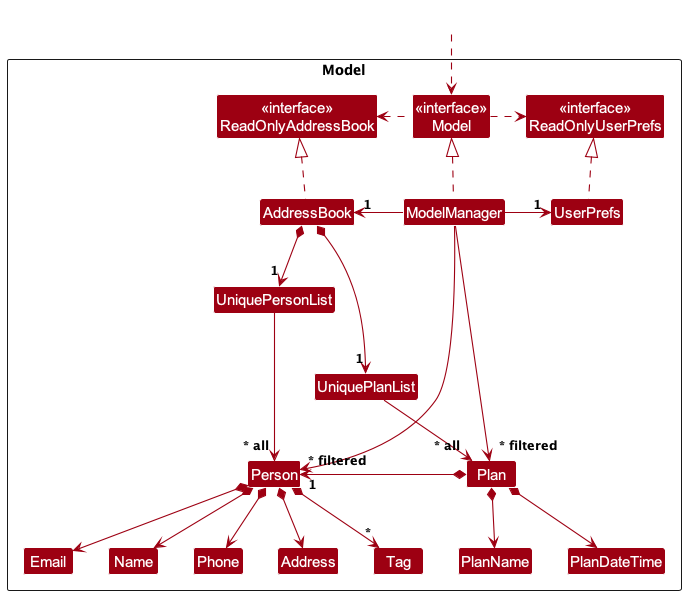 Model
«interface»
ReadOnlyAddressBook
«interface»
Model
«interface»
ReadOnlyUserPrefs
AddressBook
1
ModelManager
1
UserPrefs
1
UniquePersonList
1
UniquePlanList
* all
* filtered
* all
* filtered
Person
1
Plan
*
Email
Name
Phone
Address
Tag
PlanName
PlanDateTime